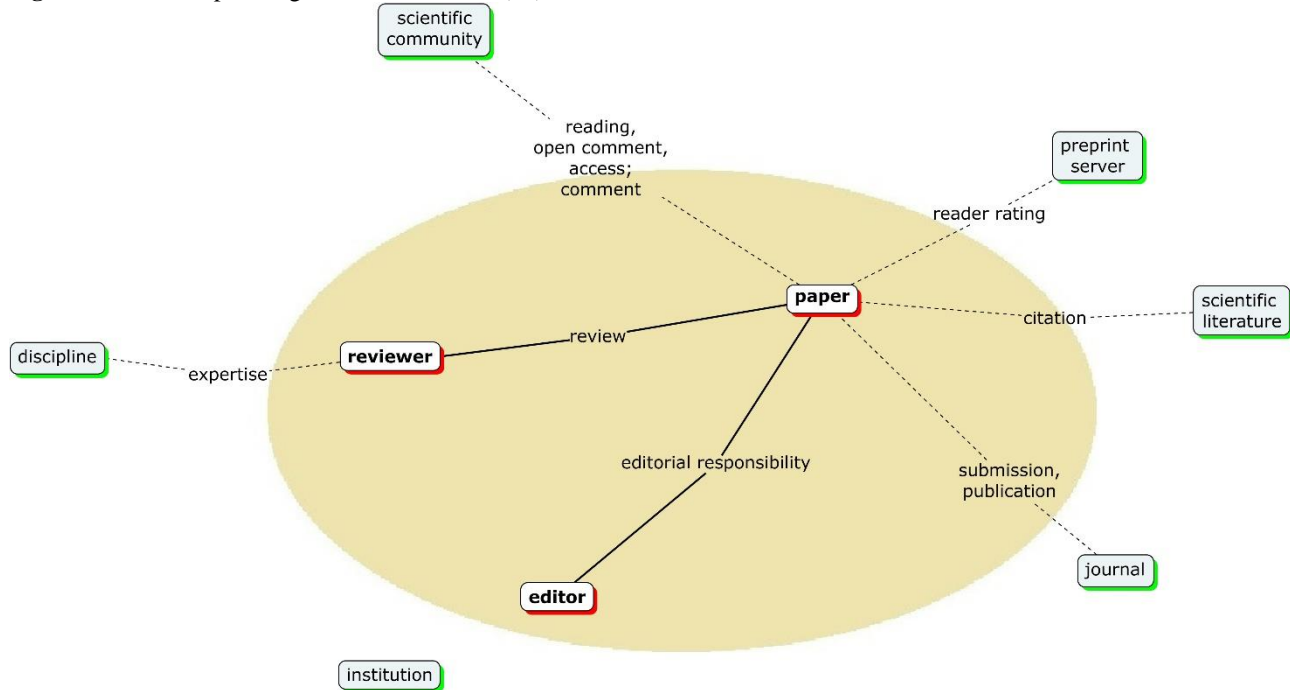 scientific
community
reading,
open comment,
access;
comment
preprint
server
reader rating
paper
scientific
literature
citation
review
discipline
reviewer
expertise
editorial responsibility
submission,
publication
journal
editor
institution